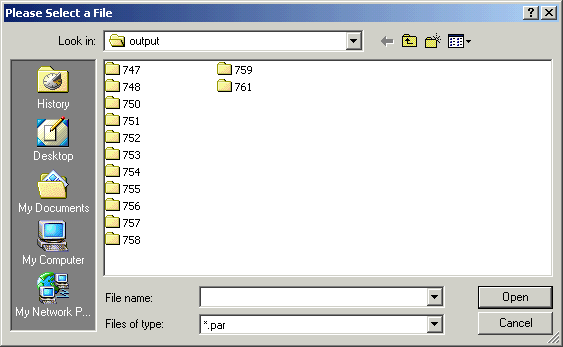 Please Select a File
Look in: output
History
Desktop
My Documents
My Computer
My Network P...
747
748
750
751
752
753
754
755
756
757
758
759
761
File name:
Open
Files of type: *.par
Cancel